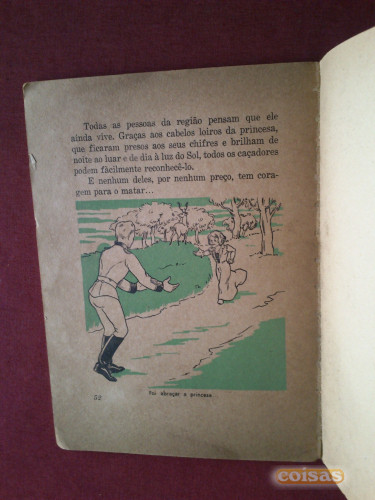 Todas as pessoas da região pensam que ele
ainda vive. Graças aos cabelos loiros da princesa,
que ficaram presos aos seus chifres e brilham de
noite ao luar e de dia à luz do Sol, todos os caçadores
podem fàcilmente reconhecê-lo.
E nenhum deles, por nenhum preço, tem cora-
gem para o matar...
Foi abraçar a princesa
52
coisas